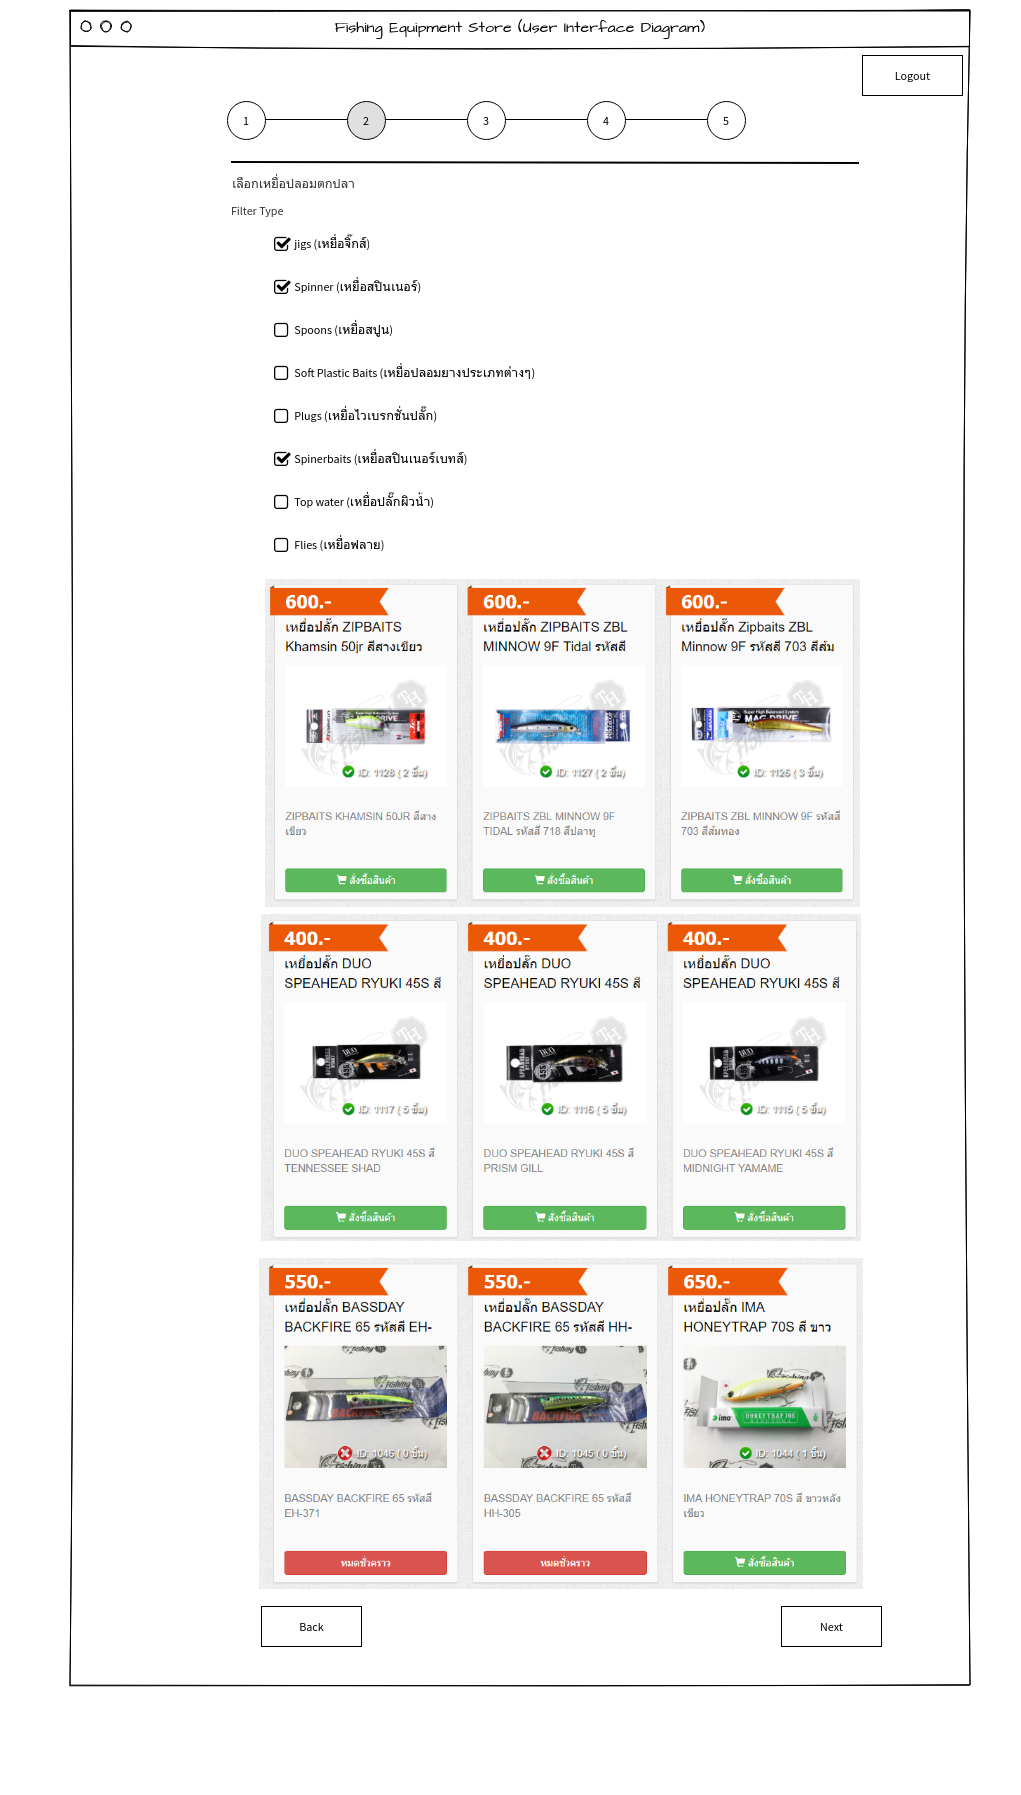 Fishing Equipment Store (User Interface Diagram)
Logout
1 2 3 4 5
เลือกเหยื่อปลอมตกปลา
Filter Type
jigs (เหยื่อจิ๊กส์)
Spinner (เหยื่อสปินเนอร์)
Spoons (เหยื่อสปูน)
Soft Plastic Baits (เหยื่อปลอมยางประเภทต่างๆ)
Plugs (เหยื่อไวเบรกชั่นปลั๊ก)
Spinerbaits (เหยื่อสปินเนอร์เบทส์)
Top water (เหยื่อปลั๊กผิวน้ำ)
Flies (เหยื่อฟลาย)
600.-
เหยื่อปลั๊ก ZIPBAITS
Khamsin 50jr สีสางเขียว
ID: 1128 ( 2 ชิ้น)
ZIPBAITS KHAMSIN 50JR สีสาง
เขียว
สั่งซื้อสินค้า
600.-
เหยื่อปลั๊ก ZIPBAITS ZBL
MINNOW 9F Tidal รหัสสี
ID: 1127 ( 2 ชิ้น)
ZIPBAITS ZBL MINNOW 9F
TIDAL รหัสสี 718 สีปลาทู
สั่งซื้อสินค้า
600.-
เหยื่อปลั๊ก Zipbaits ZBL
Minnow 9F รหัสสี 703 สีส้ม
MAG DRIVE
ID: 1126 ( 3 ชิ้น)
ZIPBAITS ZBL MINNOW 9F รหัสสี
703 สีส้มทอง
สั่งซื้อสินค้า
400.-
เหยื่อปลั๊ก DUO
SPEAHEAD RYUKI 45S สี
DUO
ID: 1117 ( 5 ชิ้น)
DUO SPEAHEAD RYUKI 45S สี
TENNESSEE SHAD
สั่งซื้อสินค้า
400.-
เหยื่อปลั๊ก DUO
SPEAHEAD RYUKI 45S สี
DUO
ID: 1116 ( 5 ชิ้น)
DUO SPEAHEAD RYUKI 45S สี
PRISM GILL
สั่งซื้อสินค้า
400.-
เหยื่อปลั๊ก DUO
SPEAHEAD RYUKI 45S สี
DUO
ID: 1115 ( 5 ชิ้น)
DUO SPEAHEAD RYUKI 45S สี
MIDNIGHT YAMAME
สั่งซื้อสินค้า
550.-
เหยื่อปลั๊ก BASSDAY
BACKFIRE 65 รหัสสี EH-
BACKFIRE
ID: 1046 ( 0 ชิ้น)
BASSDAY BACKFIRE 65 รหัสสี
EH-371
หมดชั่วคราว
550.-
เหยื่อปลั๊ก BASSDAY
BACKFIRE 65 รหัสสี HH-
BACKFIRE
ID: 1045 ( 0 ชิ้น)
BASSDAY BACKFIRE 65 รหัสสี
HH-305
หมดชั่วคราว
650.-
เหยื่อปลั๊ก IMA
HONEYTRAP 70S สี ขาว
ima HONEY TRAP 70S
ID: 1044 ( 1 ชิ้น)
IMA HONEYTRAP 70S สี ขาวหลัง
เขียว
สั่งซื้อสินค้า
Back
Next